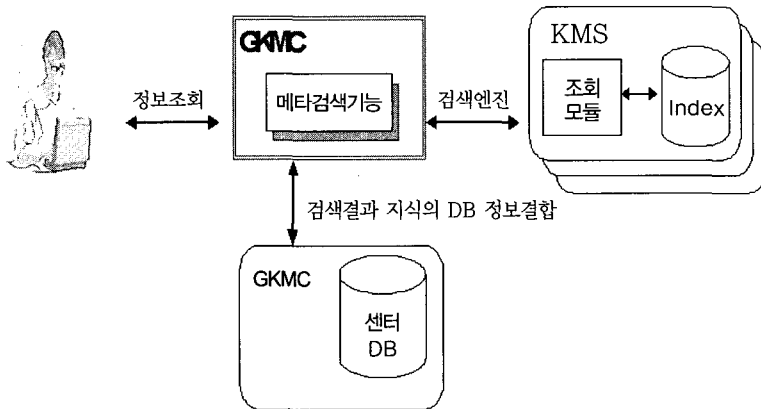 GKMC
KMS
정보조회
메타검색기능
검색엔진
조회
모듈
Index
검색결과 지식의 DB 정보결합
GKMC
센터
DB